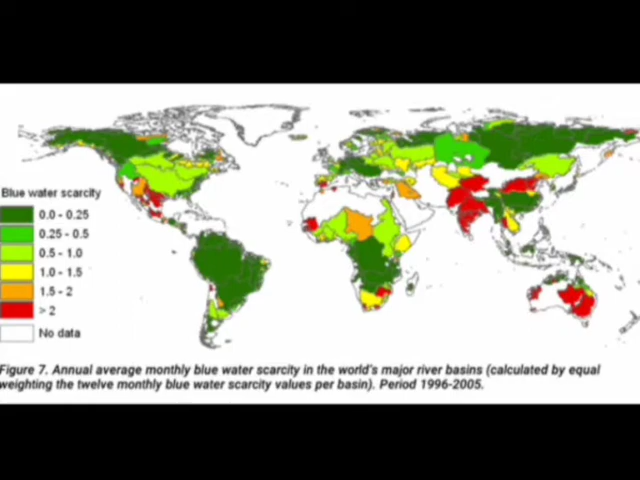 Blue water scarcity
0.0 - 0.25
0.25 - 0.5
0.5 - 1.0
1.0 - 1.5
1.5 - 2
> 2
No data
Figure 7. Annual average monthly blue water scarcity in the world's major river basins (calculated by equal
weighting the twelve monthly blue water scarcity values per basin). Period 1996-2005.